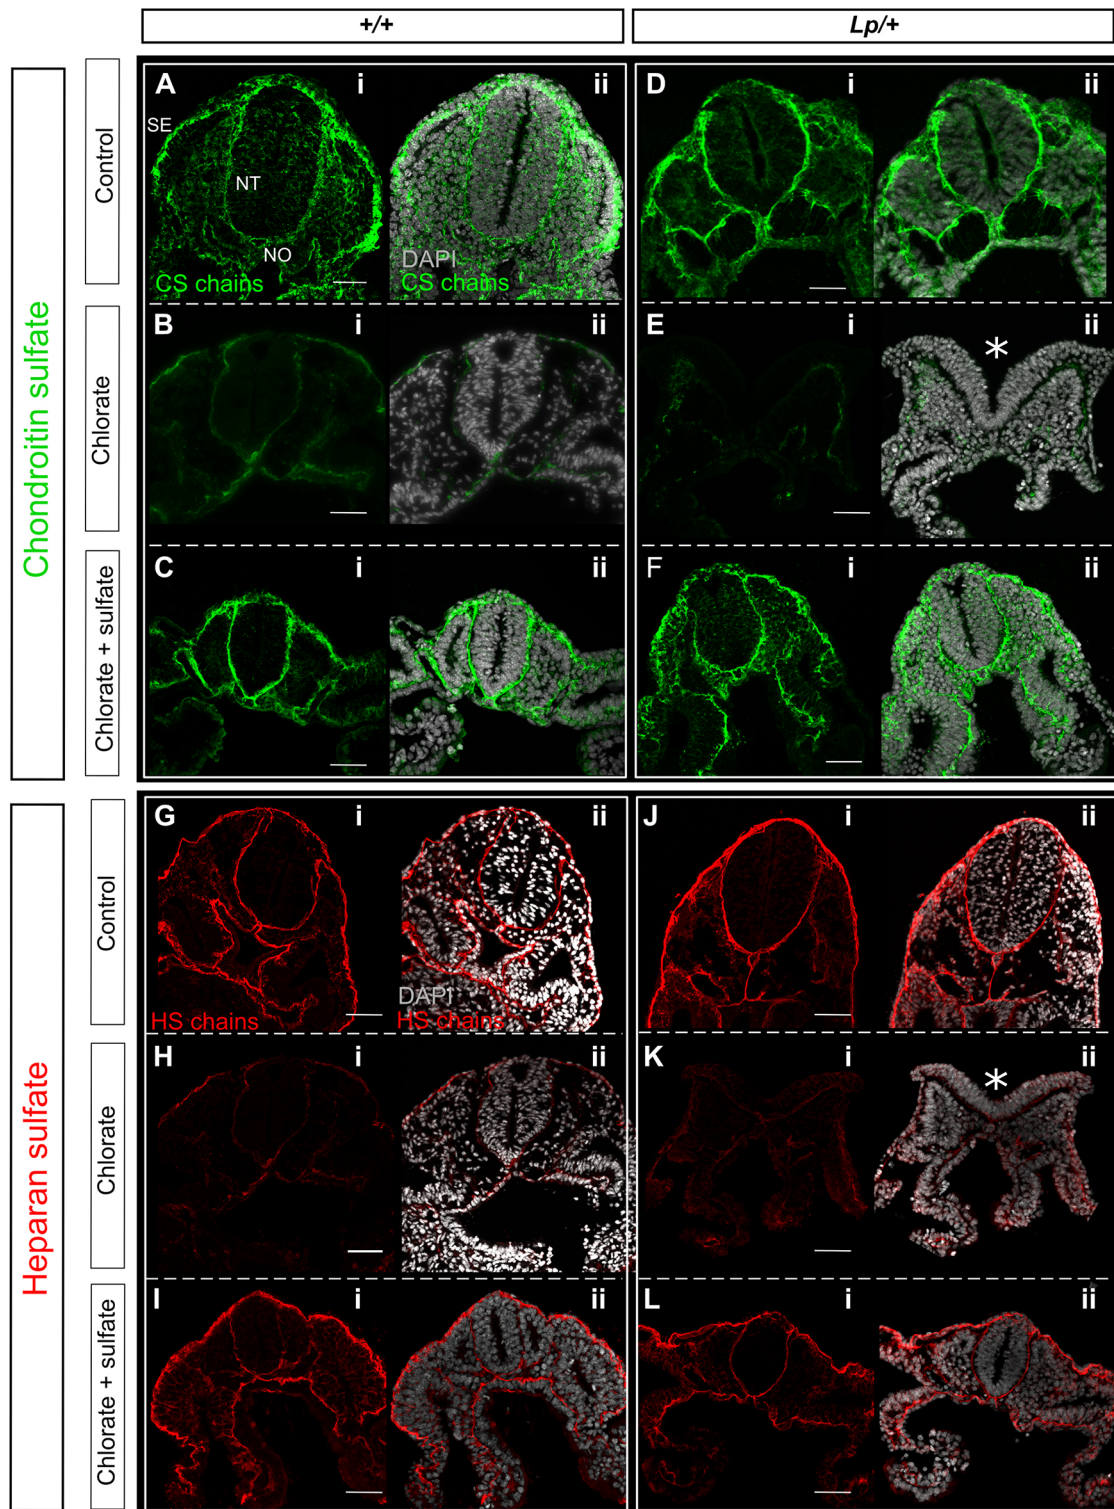 +/+
Lp/+
Chondroitin sulfate
Control
A
i
ii
SE
NT
NO
CS chains
DAPI
CS chains
D
i
ii
Chlorate
B
i
ii
E
i
ii
*
Chlorate + sulfate
C
i
ii
F
i
ii
Heparan sulfate
Control
G
i
ii
HS chains
DAPI
HS chains
J
i
ii
Chlorate
H
i
ii
K
i
ii
*
Chlorate + sulfate
I
i
ii
L
i
ii